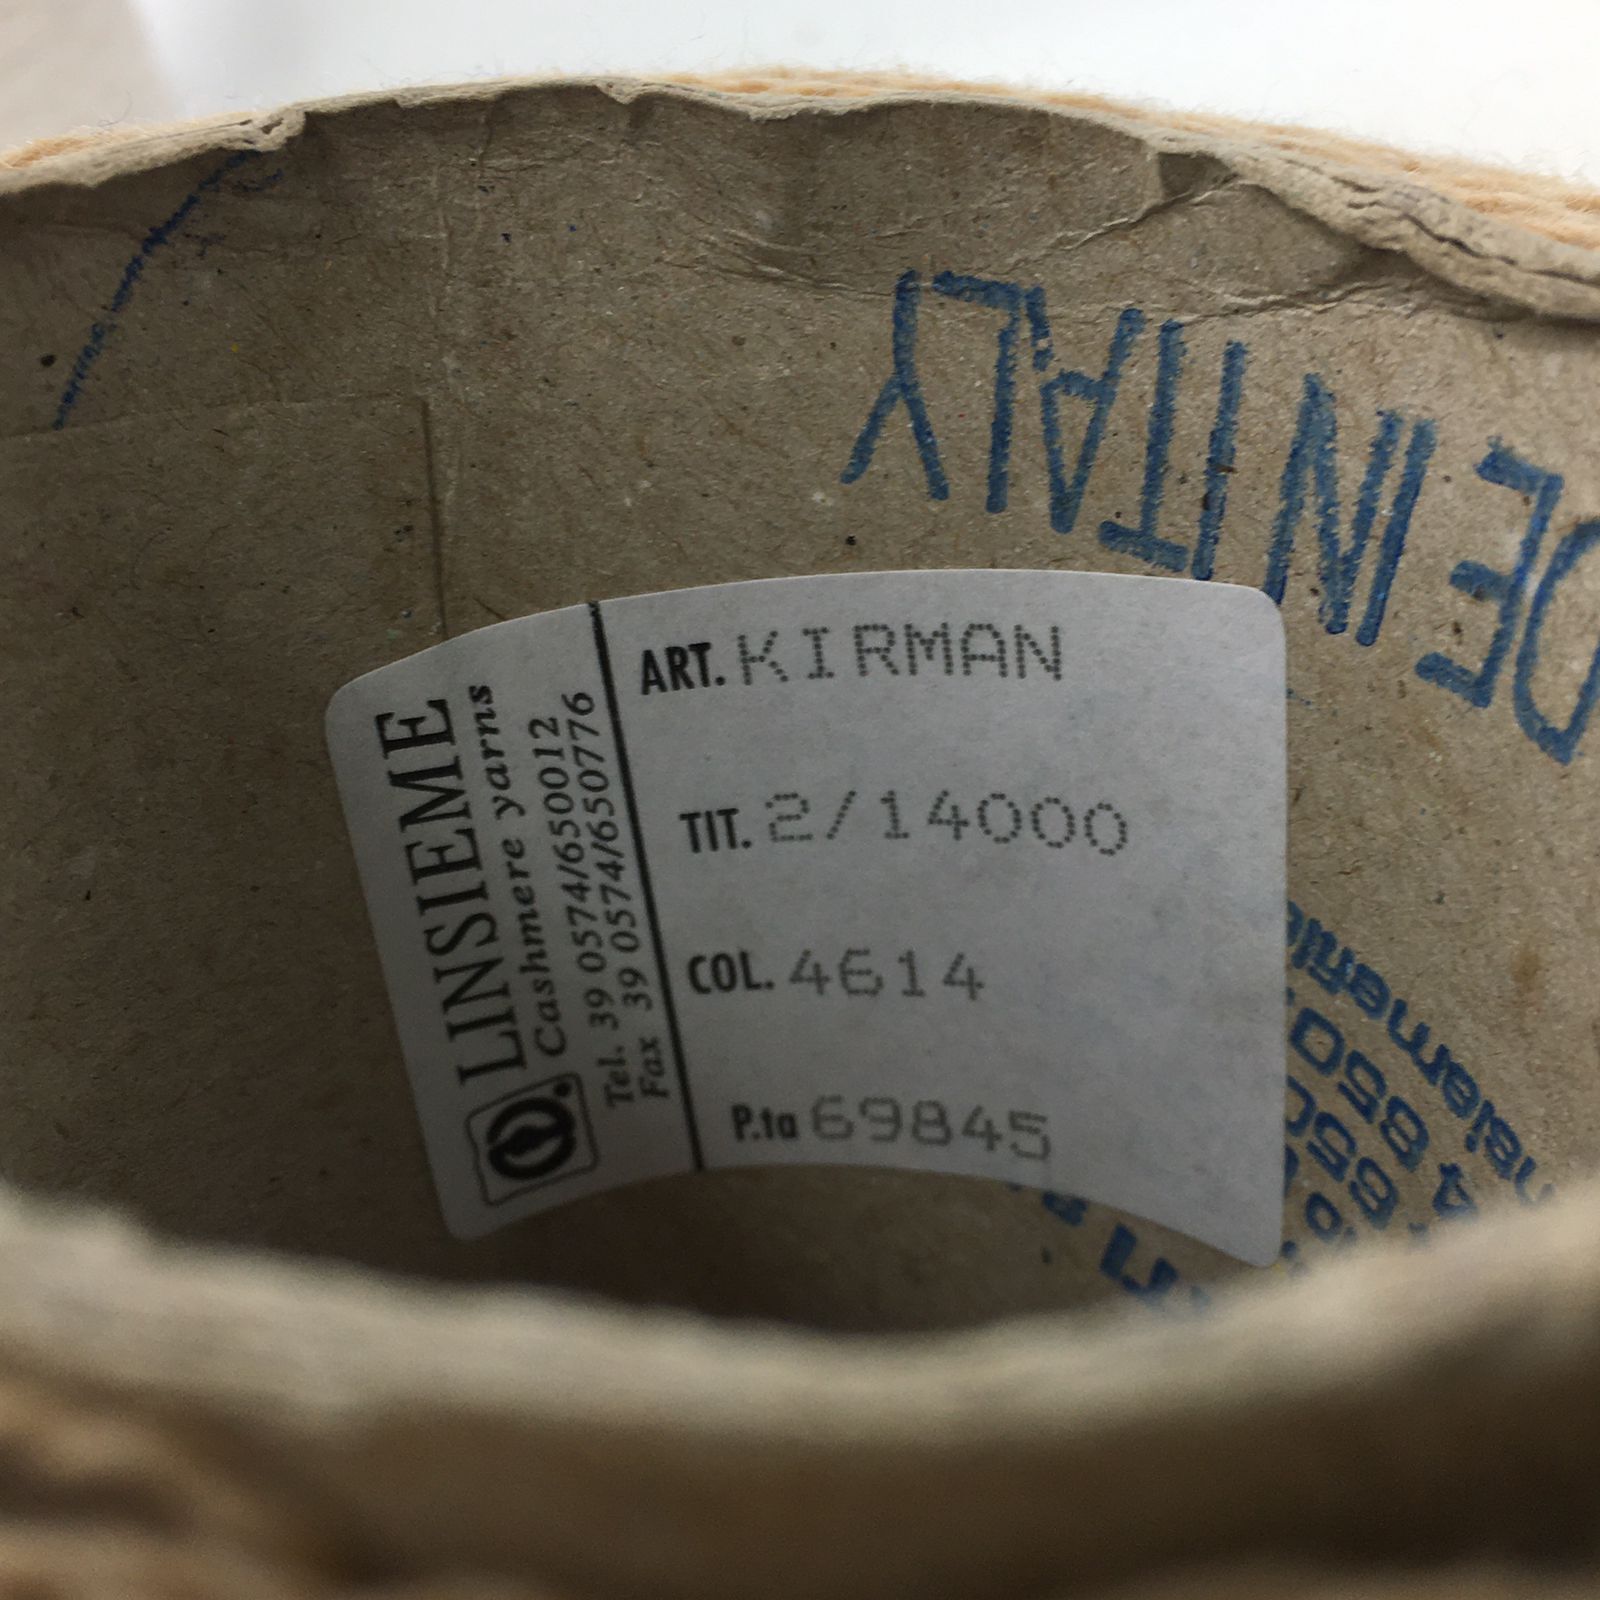 DE IN ITALY
LINSIEME
Cashmere yarns
Tel. 39 0574/650012
Fax 39 0574/650776
ART. KIRMAN
TIT. 2/14000
COL. 4614
P.ta 69845